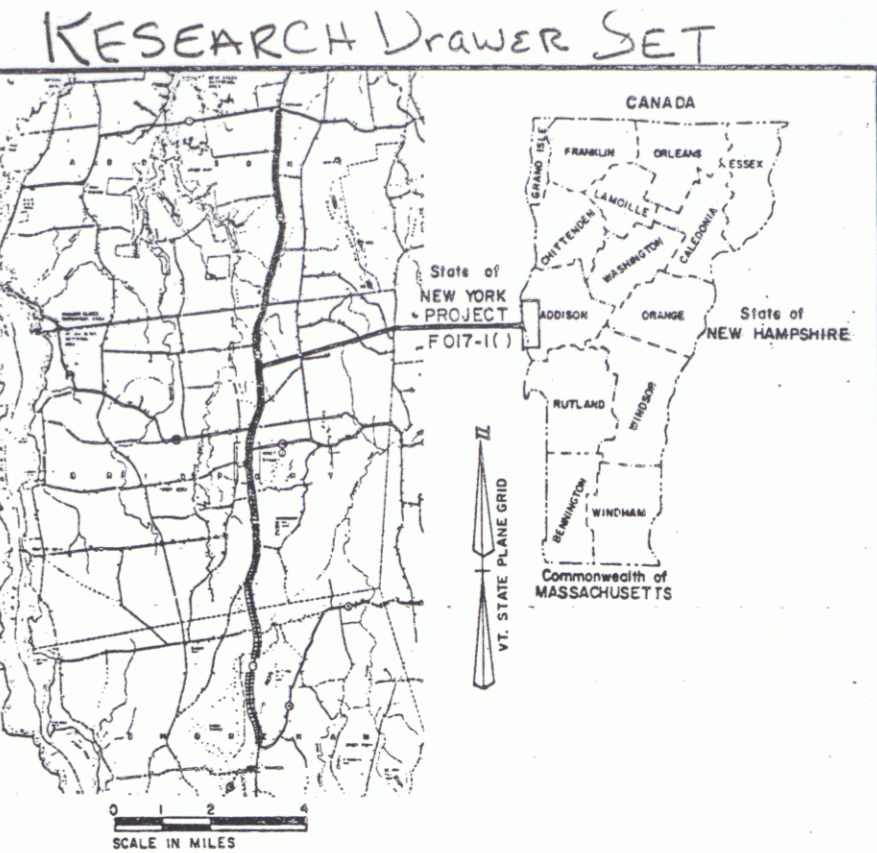 RESEARCH DrawER SET
CANADA
GRAND ISLE
FRANKLIN
ORLEANS
ESSEX
LAMOILLE
CHITTENDEN
WASHINGTON
CALEDONIA
State of
NEW YORK
PROJECT
F 017-1( )
ADDISON
ORANGE
State of
NEW HAMPSHIRE
RUTLAND
WINDSOR
BENNINGTON
WINDHAM
N
VT. STATE PLANE GRID
Commonwealth of
MASSACHUSETTS
0 1 2 4
SCALE IN MILES